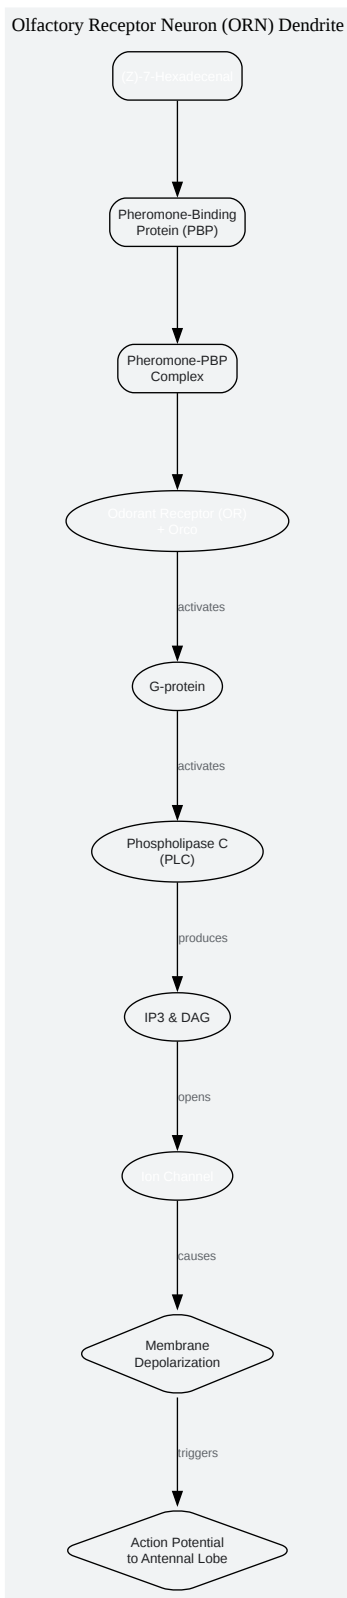 Olfactory Receptor Neuron (ORN) Dendrite
(Z)-7-Hexadecenal
Pheromone-Binding
Protein (PBP)
Pheromone-PBP
Complex
Odorant Receptor (OR)
+ Orco
activates
G-protein
activates
Phospholipase C
(PLC)
produces
IP3 & DAG
opens
Ion Channel
causes
Membrane
Depolarization
triggers
Action Potential
to Antennal Lobe